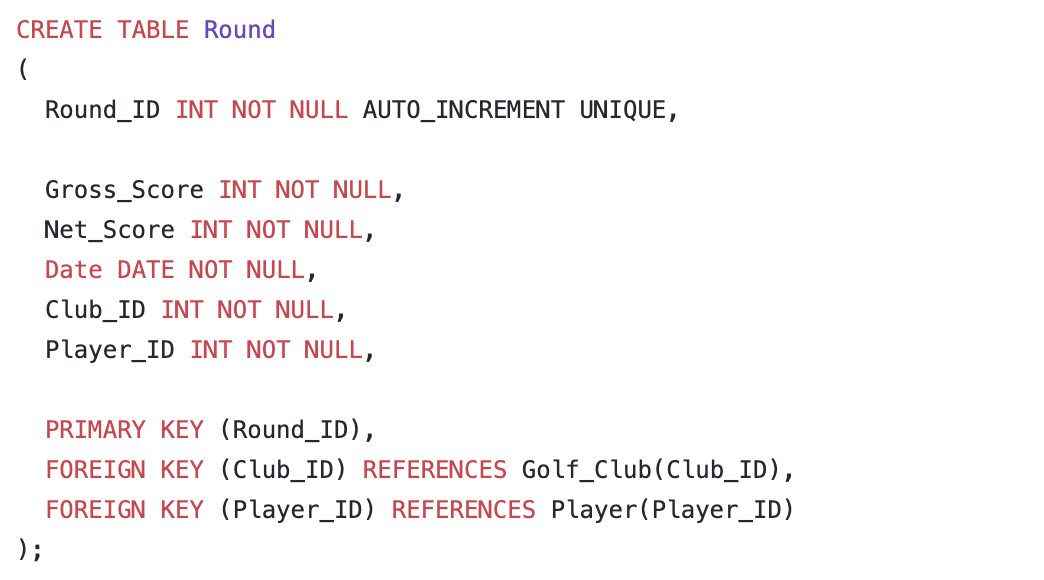 CREATE TABLE Round
(
Round_ID INT NOT NULL AUTO_INCREMENT UNIQUE,
Gross_Score INT NOT NULL,
Net_Score INT NOT NULL,
Date DATE NOT NULL,
Club_ID INT NOT NULL,
Player_ID INT NOT NULL,
PRIMARY KEY (Round_ID),
FOREIGN KEY (Club_ID) REFERENCES Golf_Club(Club_ID),
FOREIGN KEY (Player_ID) REFERENCES Player(Player_ID)
);